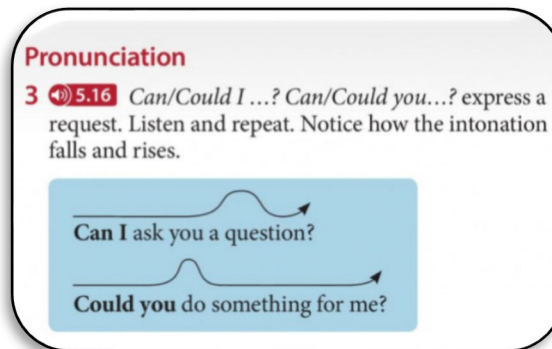 Pronunciation
3 5.16 Can/Could I …? Can/Could you…? express a
request. Listen and repeat. Notice how the intonation
falls and rises.
Can I ask you a question?
Could you do something for me?